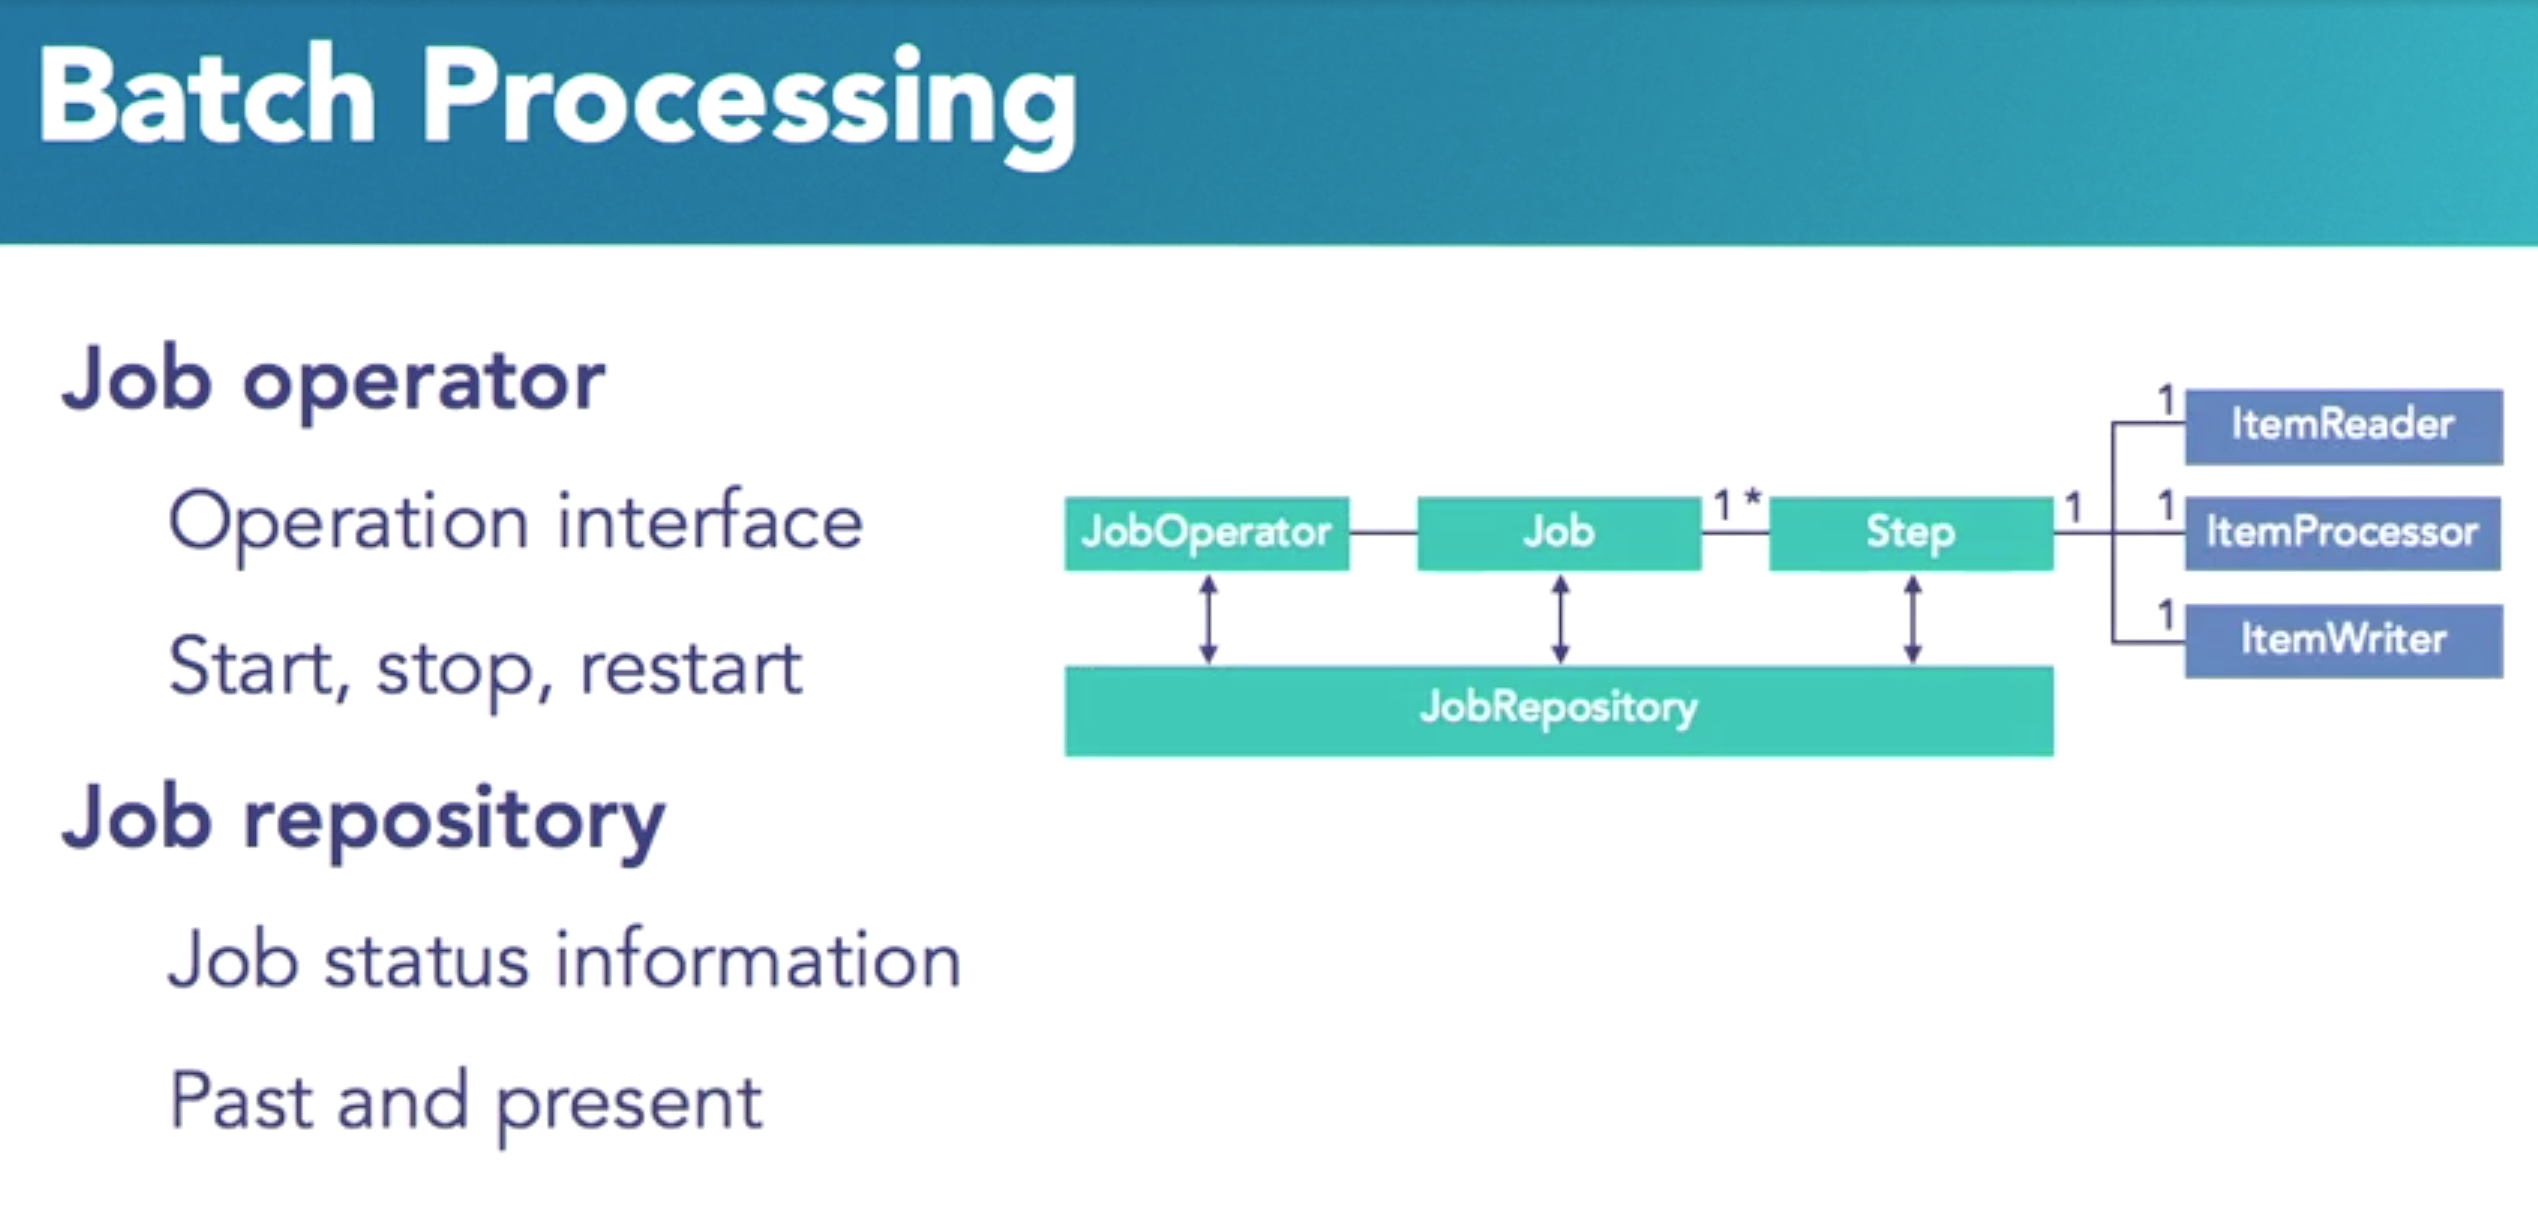 Batch Processing
Job operator
Operation interface
Start, stop, restart
Job repository
Job status information
Past and present
JobOperator
Job
1 *
Step
1
1
ItemReader
1
ItemProcessor
1
ItemWriter
JobRepository